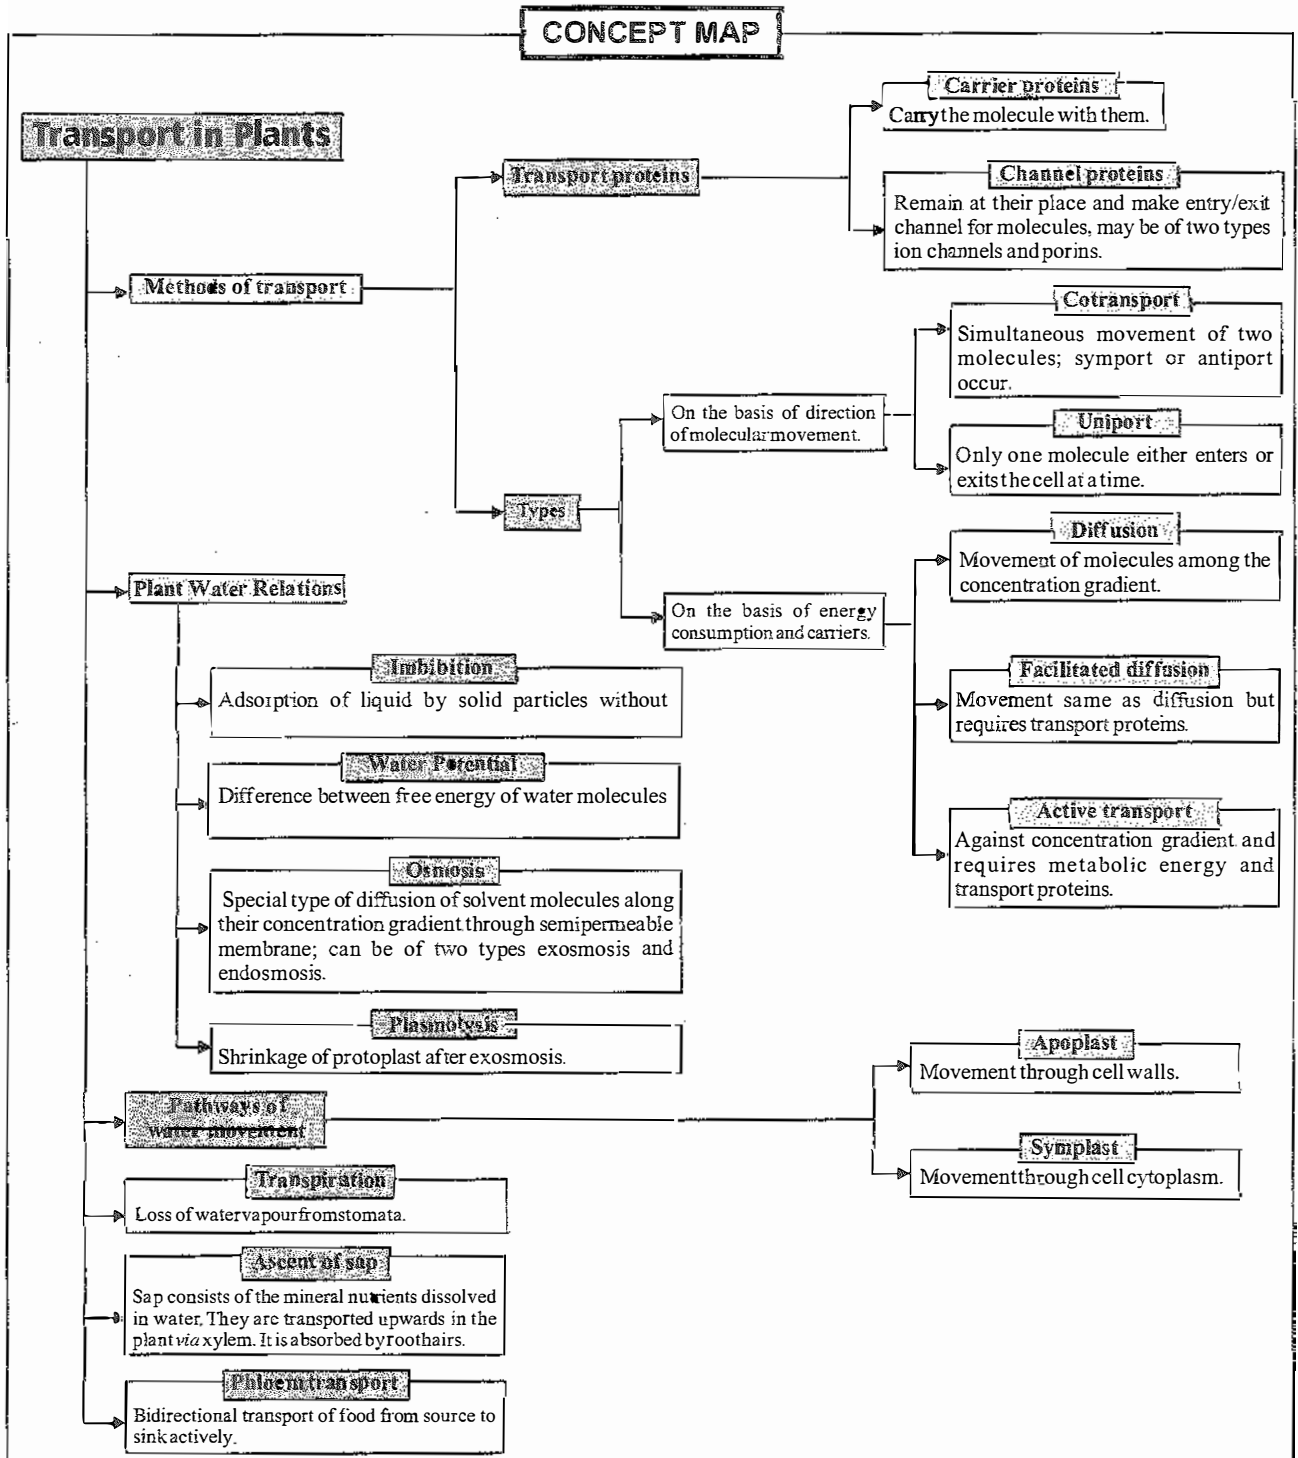 CONCEPT MAP
Transport in Plants
Methods of transport
Transport proteins
Carrier proteins
Carry the molecule with them.
Channel proteins
Remain at their place and make entry/exit
channel for molecules, may be of two types
ion channels and porins.
Types
On the basis of direction
of molecular movement.
Cotransport
Simultaneous movement of two
molecules; symport or antiport
occur.
Uniport
Only one molecule either enters or
exits the cell at a time.
On the basis of energy
consumption and carriers.
Diffusion
Movement of molecules among the
concentration gradient.
Facilitated diffusion
Movement same as diffusion but
requires transport proteins.
Active transport
Against concentration gradient and
requires metabolic energy and
transport proteins.
Plant Water Relations
Imbibition
Adsorption of liquid by solid particles without
Water Potential
Difference between free energy of water molecules
Osmosis
Special type of diffusion of solvent molecules along
their concentration gradient through semipermeable
membrane; can be of two types exosmosis and
endosmosis.
Plasmolysis
Shrinkage of protoplast after exosmosis.
Pathways of
water movement
Apoplast
Movement through cell walls.
Symplast
Movement through cell cytoplasm.
Transpiration
Loss of water vapour from stomata.
Ascent of sap
Sap consists of the mineral nutrients dissolved
in water. They are transported upwards in the
plant via xylem. It is absorbed by root hairs.
Phloem transport
Bidirectional transport of food from source to
sink actively.